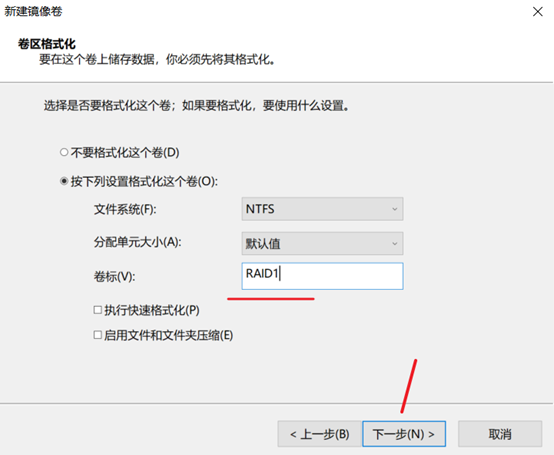 新建镜像卷
卷区格式化
要在这个卷上储存数据，你必须先将其格式化。
选择是否要格式化这个卷；如果要格式化，要使用什么设置。
不要格式化这个卷(D)
按下列设置格式化这个卷(O):
文件系统(F): NTFS
分配单元大小(A): 默认值
卷标(V): RAID1
执行快速格式化(P)
启用文件和文件夹压缩(E)
< 上一步(B) 下一步(N) > 取消